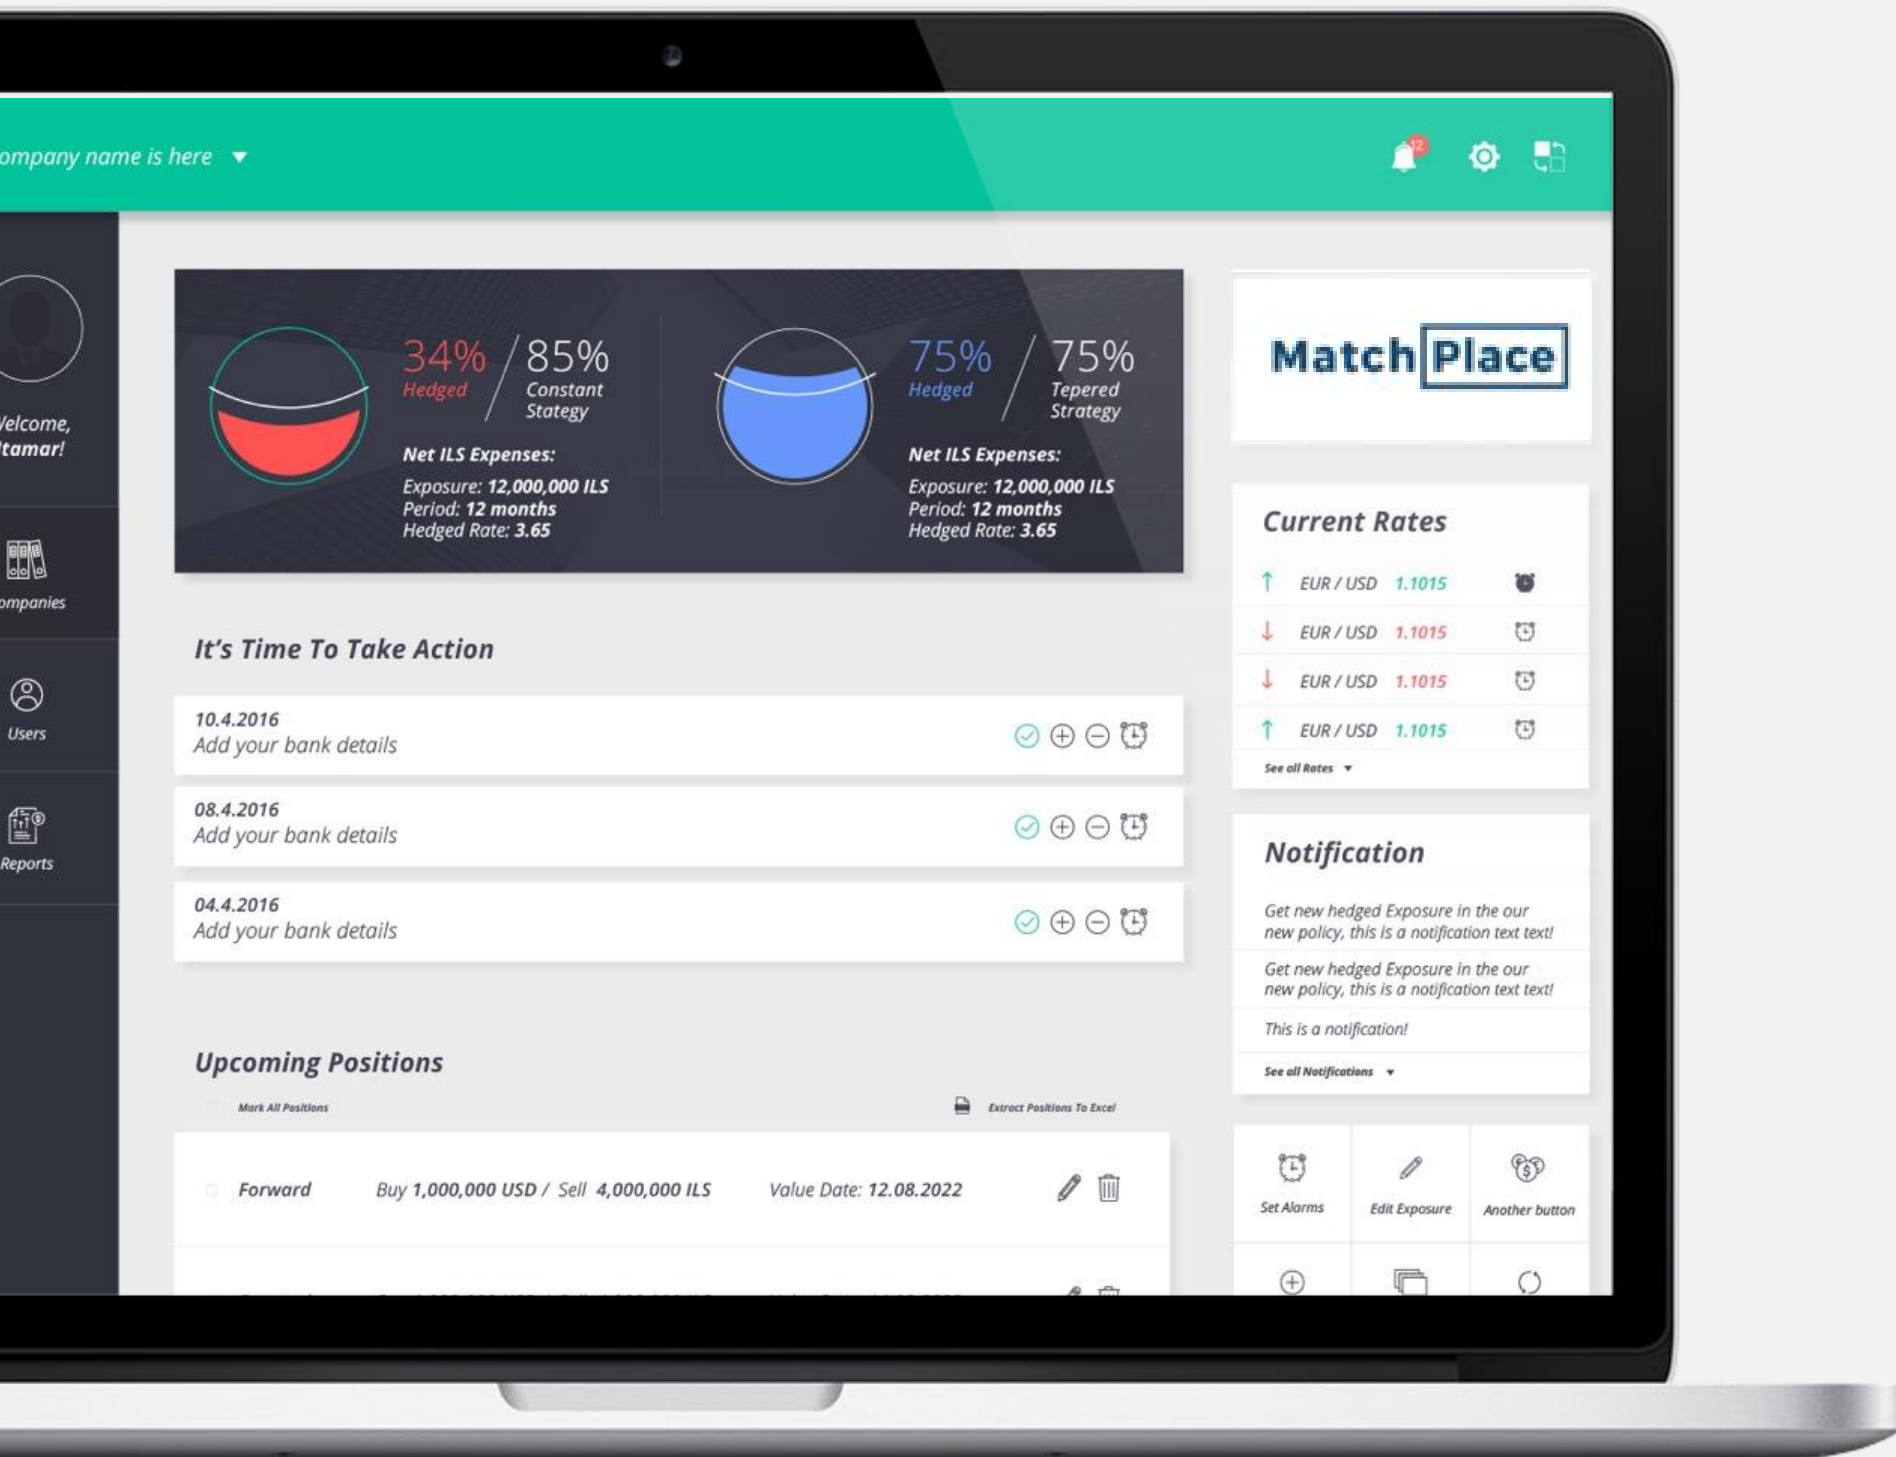 ompany name is here
12
elcome,
tamar!
ompanies
Users
Reports
34%
Hedged
85%
Constant
Stategy
Net ILS Expenses:
Exposure: 12,000,000 ILS
Period: 12 months
Hedged Rate: 3.65
75%
Hedged
75%
Tepered
Strategy
Net ILS Expenses:
Exposure: 12,000,000 ILS
Period: 12 months
Hedged Rate: 3.65
It's Time To Take Action
10.4.2016
Add your bank details
08.4.2016
Add your bank details
04.4.2016
Add your bank details
Upcoming Positions
Mark All Positions
Extract Positions To Excel
Forward Buy 1,000,000 USD / Sell 4,000,000 ILS Value Date: 12.08.2022
Match Place
Current Rates
EUR / USD 1.1015
EUR / USD 1.1015
EUR / USD 1.1015
EUR / USD 1.1015
See all Rates
Notification
Get new hedged Exposure in the our
new policy, this is a notification text text!
Get new hedged Exposure in the our
new policy, this is a notification text text!
This is a notification!
See all Notifications
Set Alarms
Edit Exposure
Another button